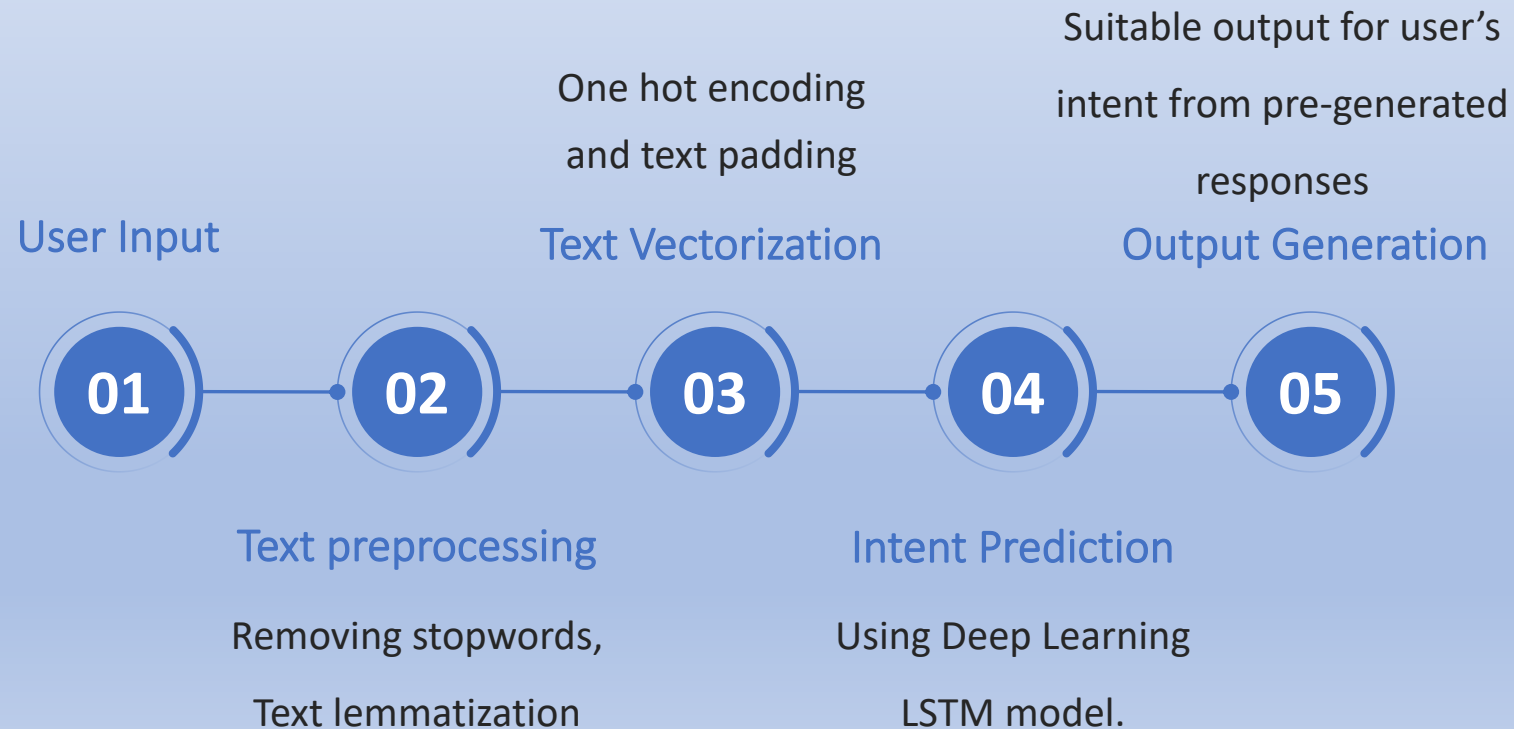 User Input
01
02
Text preprocessing
Removing stopwords,
Text lemmatization
One hot encoding
and text padding
Text Vectorization
03
04
Intent Prediction
Using Deep Learning
LSTM model.
Suitable output for user’s
intent from pre-generated
responses
Output Generation
05